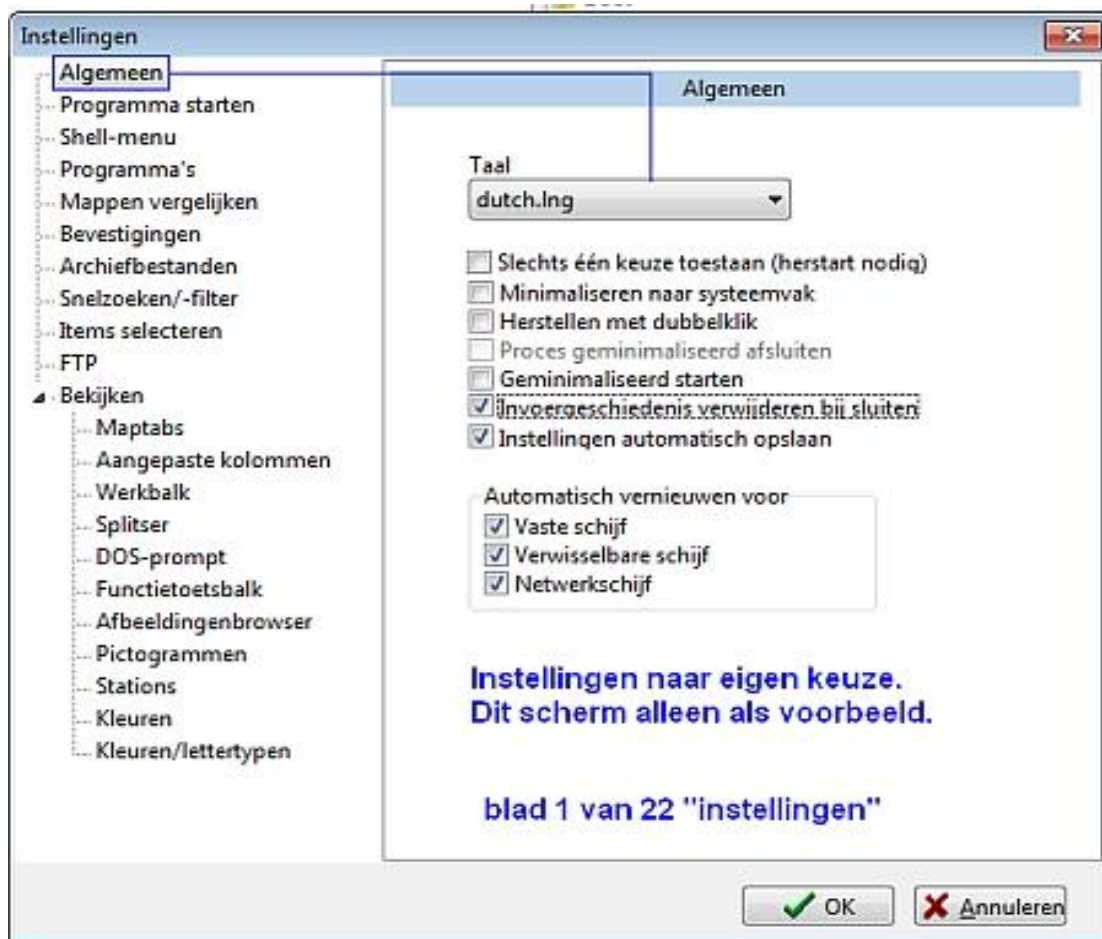 Instellingen
Algemeen
Programma starten
Shell-menu
Programma's
Mappen vergelijken
Bevestigingen
Archiefbestanden
Snelzoeken/-filter
Items selecteren
FTP
Bekijken
Maptabs
Aangepaste kolommen
Werkbalk
Splitser
DOS-prompt
Functietoetsbalk
Afbeeldingenbrowser
Pictogrammen
Stations
Kleuren
Kleuren/lettertypen
Algemeen
Taal
dutch.lng
Slechts één keuze toestaan (herstart nodig)
Minimaliseren naar systeemvak
Herstellen met dubbelklik
Proces geminimaliseerd afsluiten
Geminimaliseerd starten
Invoergeschiedenis verwijderen bij sluiten
Instellingen automatisch opslaan
Automatisch vernieuwen voor
Vaste schijf
Verwisselbare schijf
Netwerkschijf
Instellingen naar eigen keuze.
Dit scherm alleen als voorbeeld.
blad 1 van 22 "instellingen"
OK
Annuleren